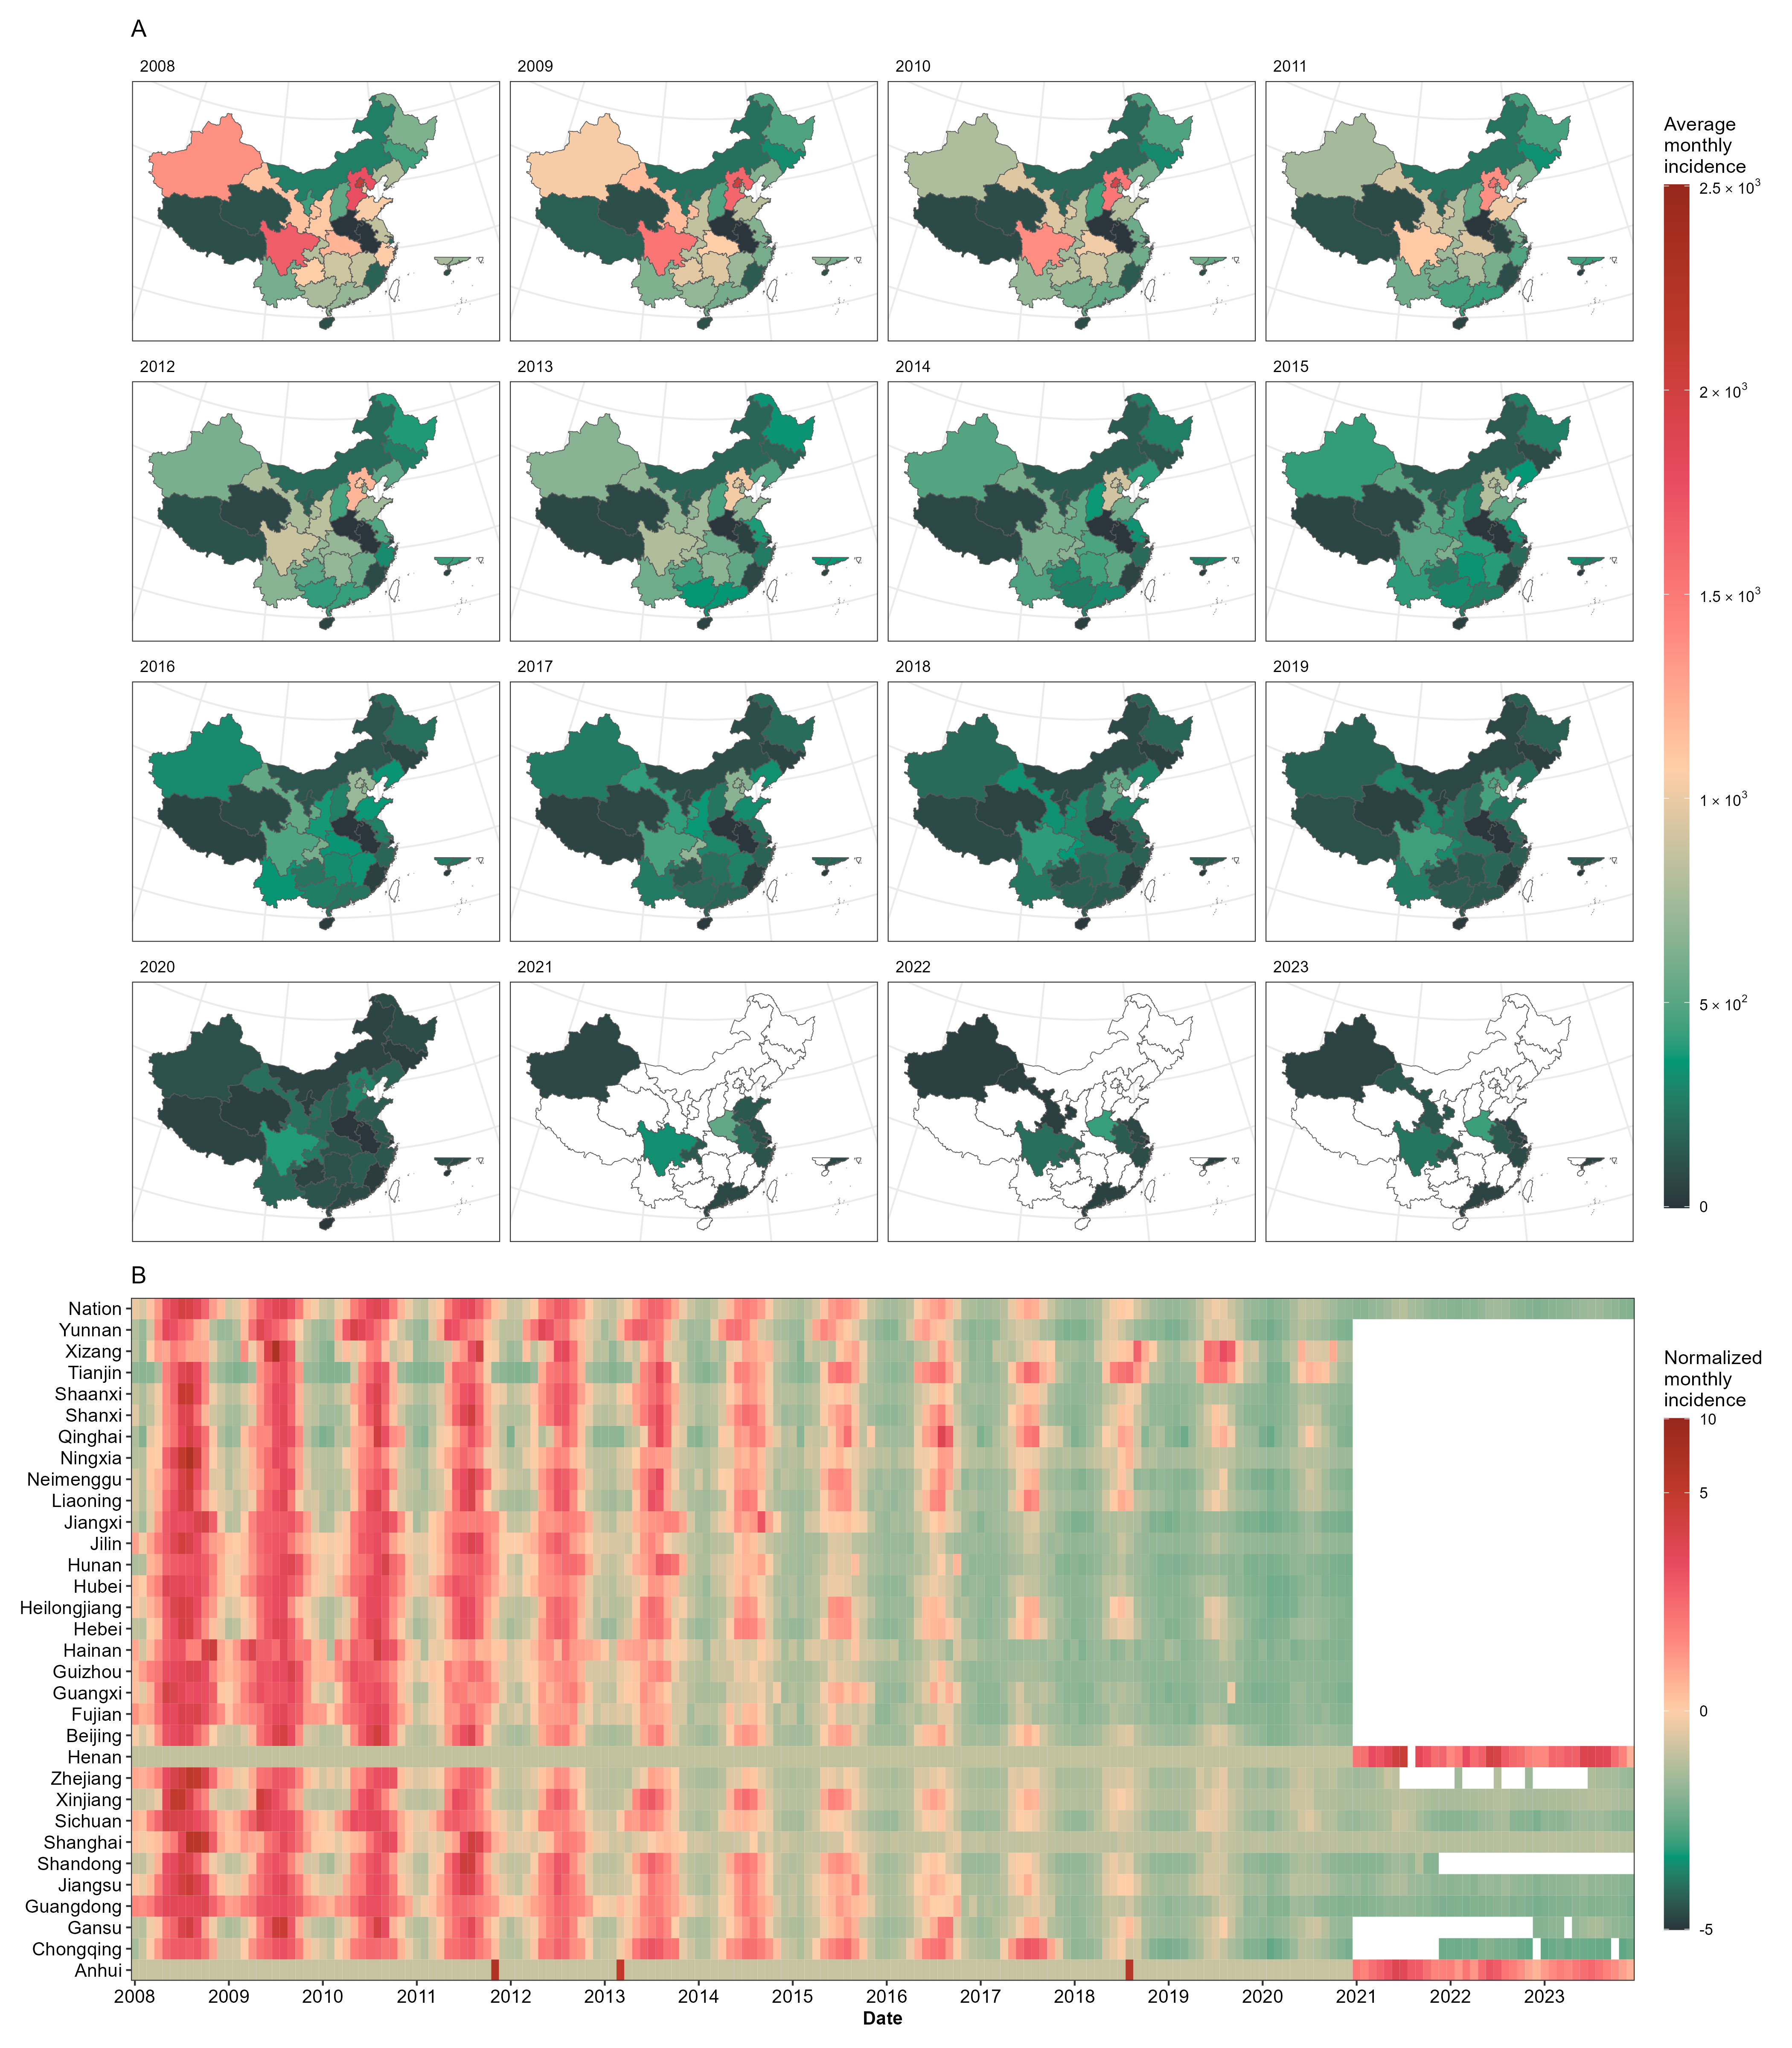 A
2008
2009
2010
2011
Average
monthly
incidence
2.5 × 10³
2 × 10³
1.5 × 10³
1 × 10³
5 × 10²
0
2012
2013
2014
2015
2016
2017
2018
2019
2020
2021
2022
2023
B
Nation
Yunnan
Xizang
Tianjin
Shaanxi
Shanxi
Qinghai
Ningxia
Neimenggu
Liaoning
Jiangxi
Jilin
Hunan
Hubei
Heilongjiang
Hebei
Hainan
Guizhou
Guangxi
Fujian
Beijing
Henan
Zhejiang
Xinjiang
Sichuan
Shanghai
Shandong
Jiangsu
Guangdong
Gansu
Chongqing
Anhui
Normalized
monthly
incidence
10
5
0
-5
2008 2009 2010 2011 2012 2013 2014 2015 2016 2017 2018 2019 2020 2021 2022 2023
Date